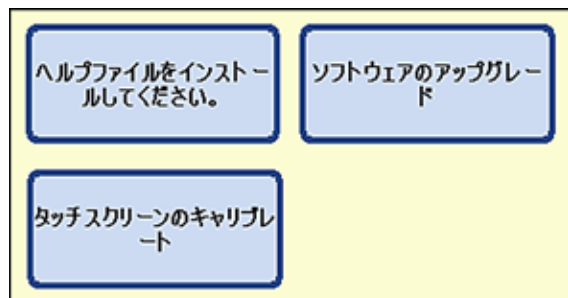 ヘルプファイルをインストー
ルしてください。
ソフトウェアのアップグレー
ド
タッチスクリーンのキャリブレ
ート